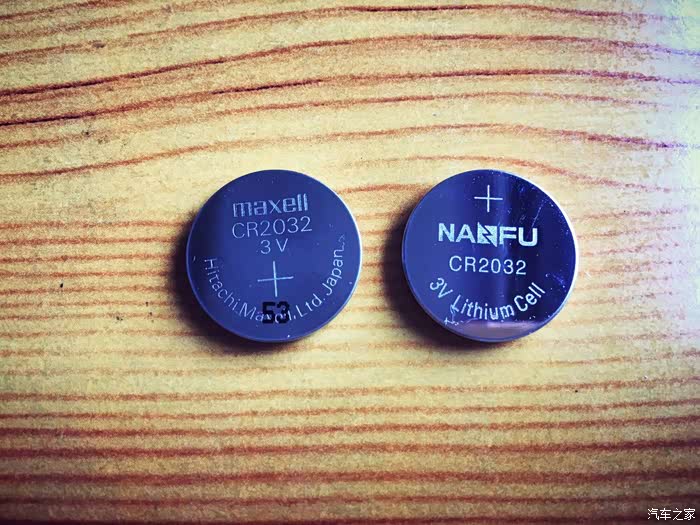 maxell
CR2032
3V
+
Hitachi Maxell, Ltd. Japan
53
+
NANFU
CR2032
3V Lithium Cell
汽车之家